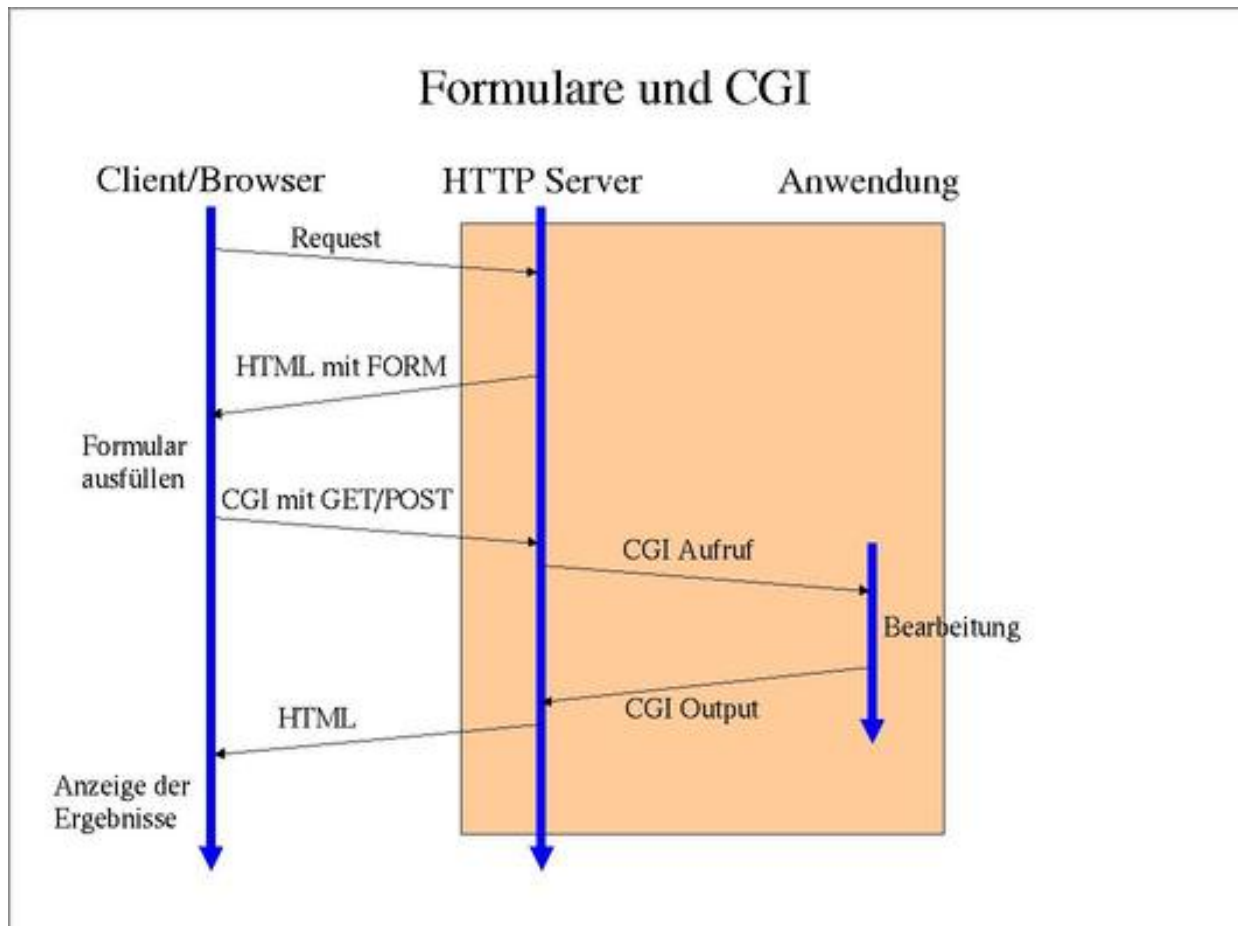 Formulare und CGI
Client/Browser
HTTP Server
Anwendung
Request
HTML mit FORM
Formular
ausfüllen
CGI mit GET/POST
CGI Aufruf
Bearbeitung
CGI Output
HTML
Anzeige der
Ergebnisse